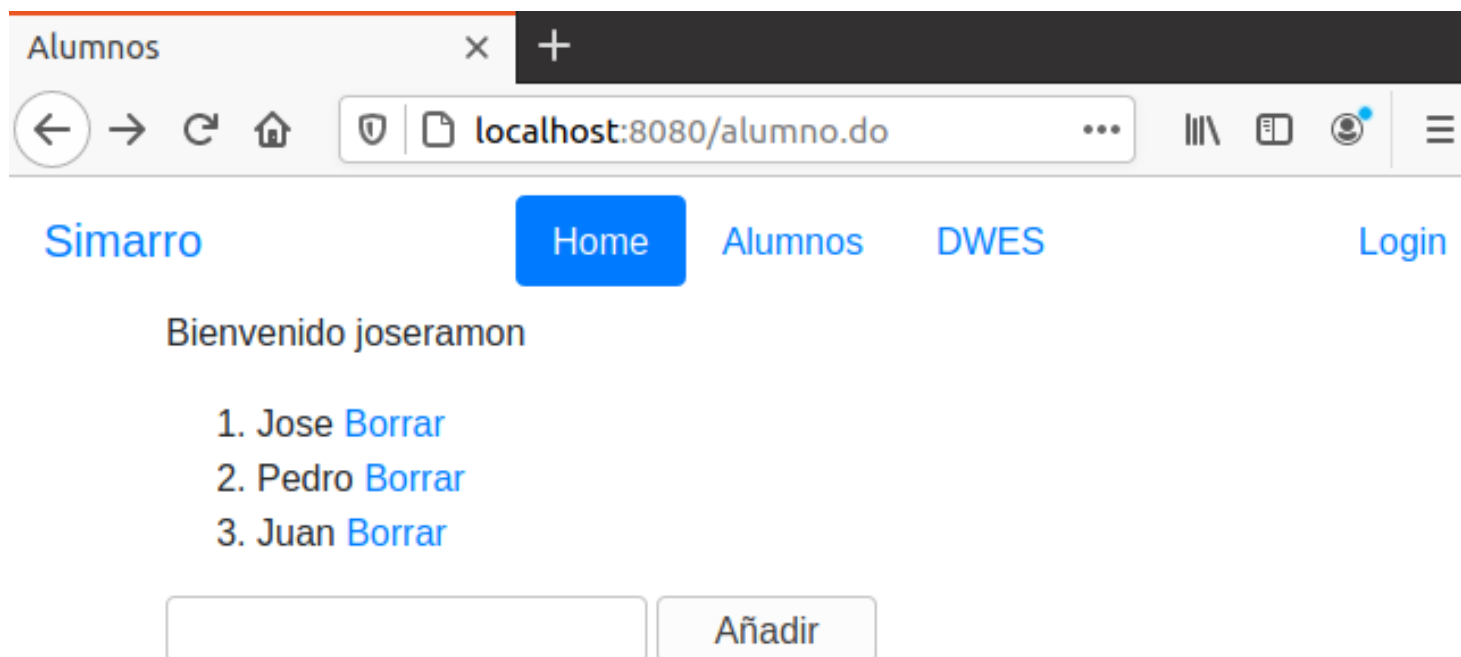 Alumnos
localhost:8080/alumno.do
Simarro Home Alumnos DWES Login
Bienvenido joseramon
1. Jose Borrar
2. Pedro Borrar
3. Juan Borrar
Añadir